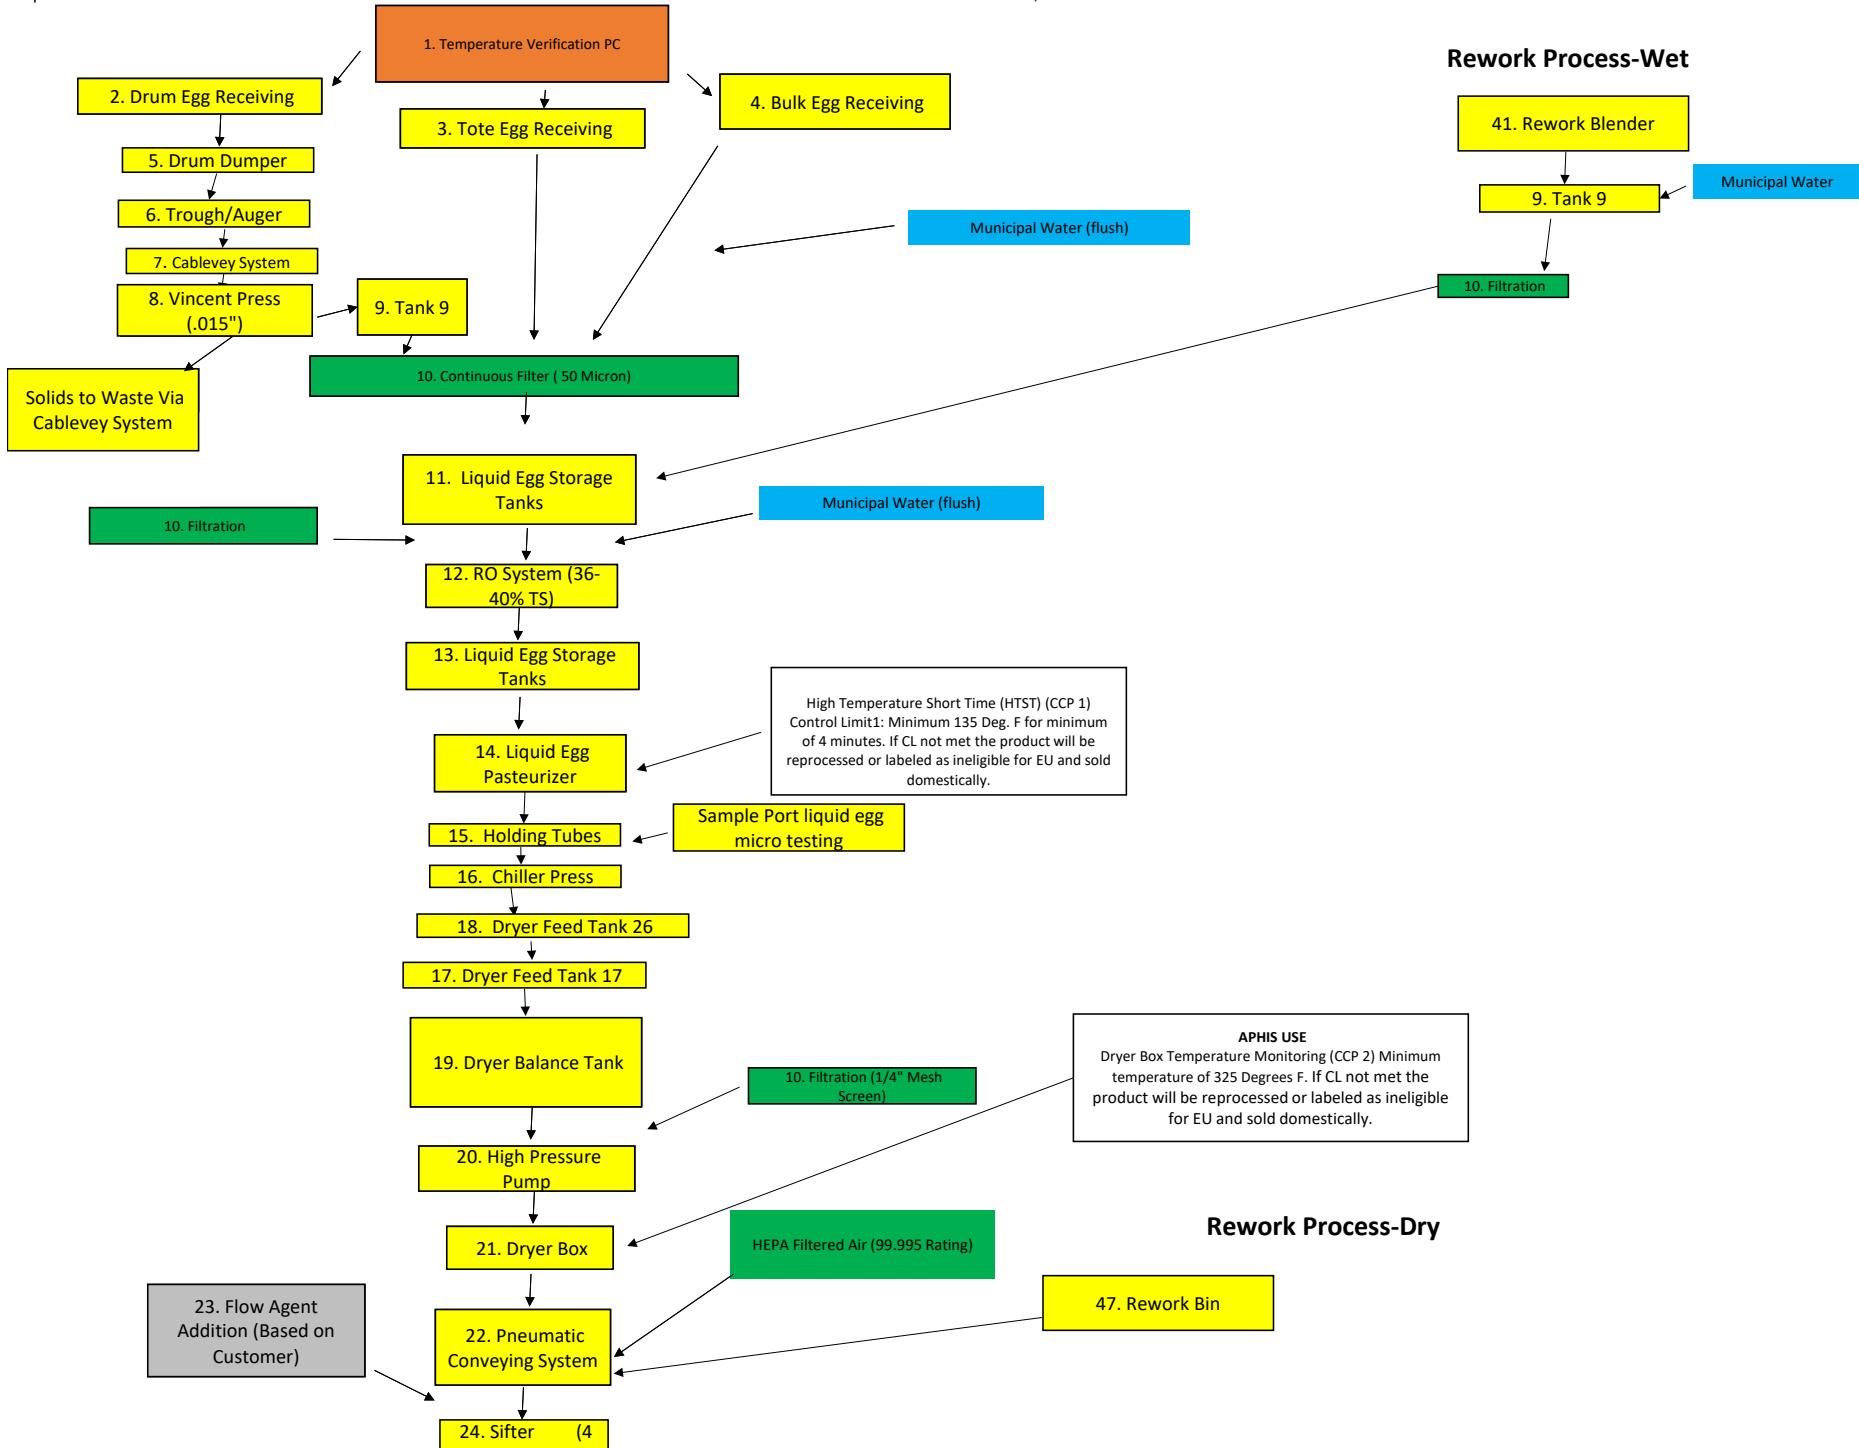 1. Temperature Verification PC
Rework Process-Wet
2. Drum Egg Receiving
4. Bulk Egg Receiving
3. Tote Egg Receiving
41. Rework Blender
5. Drum Dumper
Municipal Water
9. Tank 9
6. Trough/Auger
Municipal Water (flush)
7. Cablevey System
10. Filtration
8. Vincent Press
(.015")
9. Tank 9
10. Continuous Filter ( 50 Micron)
Solids to Waste Via
Cablevey System
11. Liquid Egg Storage
Tanks
Municipal Water (flush)
10. Filtration
12. RO System (36-
40% TS)
13. Liquid Egg Storage
Tanks
High Temperature Short Time (HTST) (CCP 1)
Control Limit1: Minimum 135 Deg. F for minimum
of 4 minutes. If CL not met the product will be
reprocessed or labeled as ineligible for EU and sold
domestically.
14. Liquid Egg
Pasteurizer
Sample Port liquid egg
micro testing
15. Holding Tubes
16. Chiller Press
18. Dryer Feed Tank 26
17. Dryer Feed Tank 17
19. Dryer Balance Tank
APHIS USE
Dryer Box Temperature Monitoring (CCP 2) Minimum
temperature of 325 Degrees F. If CL not met the
product will be reprocessed or labeled as ineligible
for EU and sold domestically.
10. Filtration (1/4" Mesh
Screen)
20. High Pressure
Pump
Rework Process-Dry
21. Dryer Box
HEPA Filtered Air (99.995 Rating)
47. Rework Bin
23. Flow Agent
Addition (Based on
Customer)
22. Pneumatic
Conveying System
24. Sifter (4